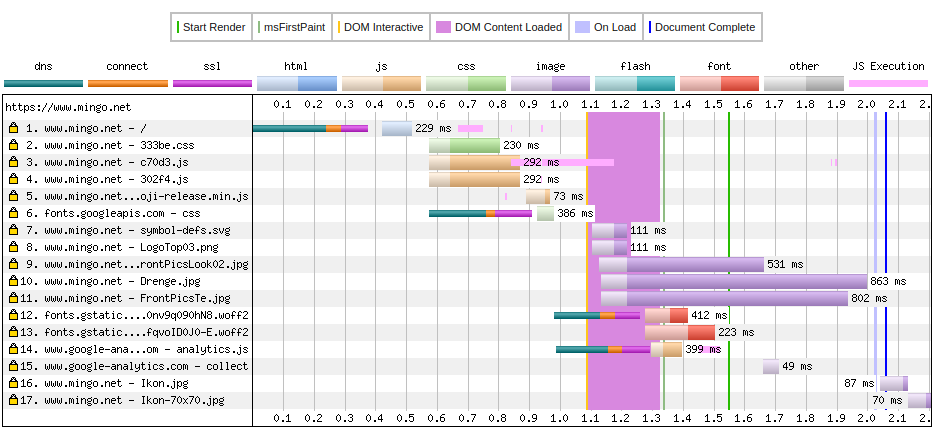 Start Render msFirstPaint DOM Interactive DOM Content Loaded On Load Document Complete
dns connect ssl html js css image flash font other JS Execution
https://www.mingo.net 0.1 0.2 0.3 0.4 0.5 0.6 0.7 0.8 0.9 1.0 1.1 1.2 1.3 1.4 1.5 1.6 1.7 1.8 1.9 2.0 2.1 2.
1. www.mingo.net - / 229 ms
2. www.mingo.net - 333be.css 230 ms
3. www.mingo.net - c70d3.js 292 ms
4. www.mingo.net - 302f4.js 292 ms
5. www.mingo.net...oji-release.min.js 73 ms
6. fonts.googleapis.com - css 386 ms
7. www.mingo.net - symbol-defs.svg 111 ms
8. www.mingo.net - LogoTop03.png 111 ms
9. www.mingo.net...rontPicsLook02.jpg 531 ms
10. www.mingo.net - Drenge.jpg 863 ms
11. www.mingo.net - FrontPicsTe.jpg 802 ms
12. fonts.gstatic....0nv9q090hN8.woff2 412 ms
13. fonts.gstatic....fqvoID0J0-E.woff2 223 ms
14. www.google-ana...om - analytics.js 399 ms
15. www.google-analytics.com - collect 49 ms
16. www.mingo.net - Ikon.jpg 87 ms
17. www.mingo.net - Ikon-70x70.jpg 70 ms
0.1 0.2 0.3 0.4 0.5 0.6 0.7 0.8 0.9 1.0 1.1 1.2 1.3 1.4 1.5 1.6 1.7 1.8 1.9 2.0 2.1 2.